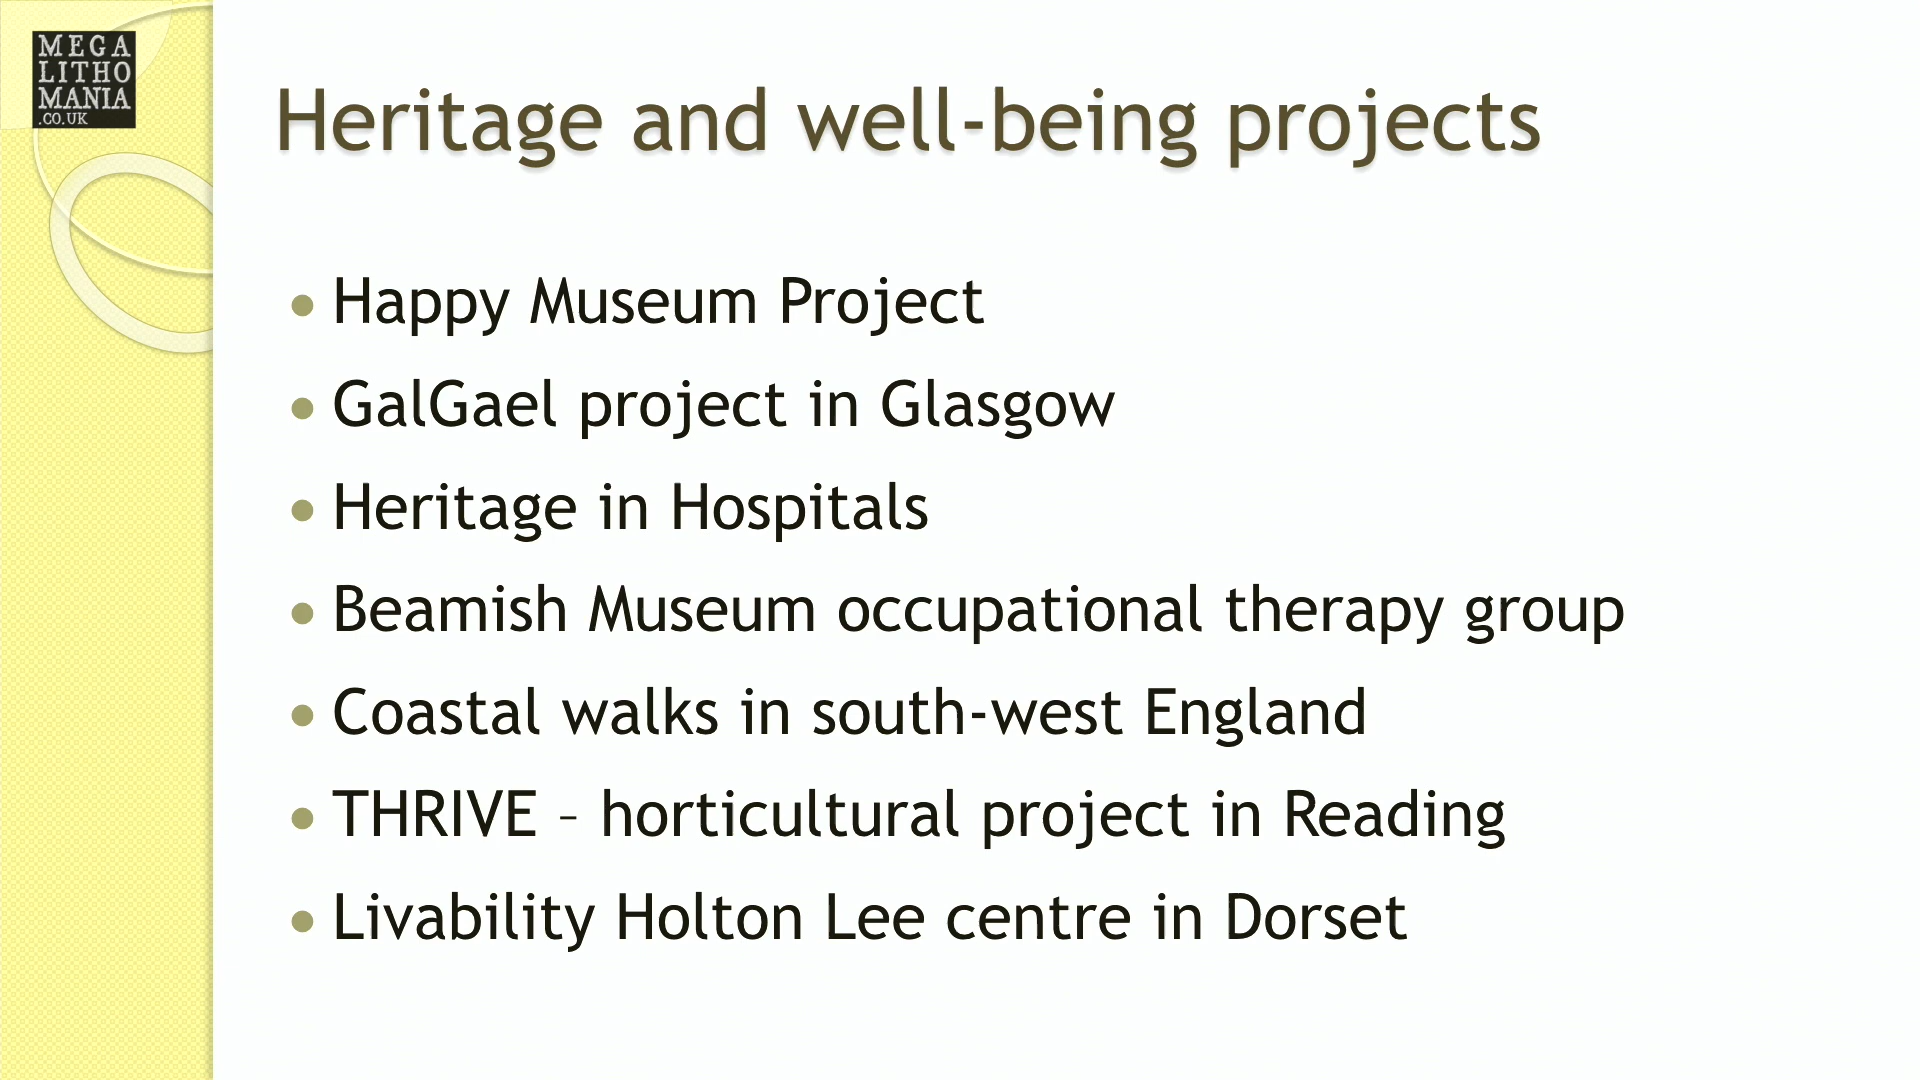 MEGA
LITHO
MANIA
.CO.UK
Heritage and well-being projects
• Happy Museum Project
• GalGael project in Glasgow
• Heritage in Hospitals
• Beamish Museum occupational therapy group
• Coastal walks in south-west England
• THRIVE – horticultural project in Reading
• Livability Holton Lee centre in Dorset